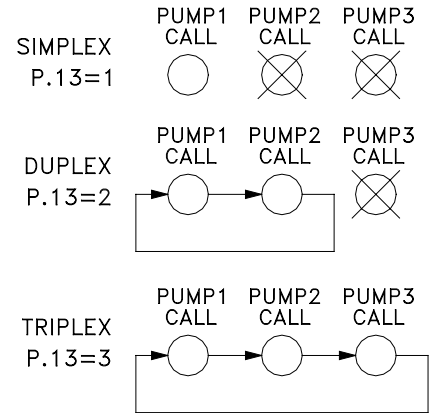 SIMPLEX
P.13=1
PUMP1 CALL
PUMP2 CALL
PUMP3 CALL
DUPLEX
P.13=2
PUMP1 CALL
PUMP2 CALL
PUMP3 CALL
TRIPLEX
P.13=3
PUMP1 CALL
PUMP2 CALL
PUMP3 CALL